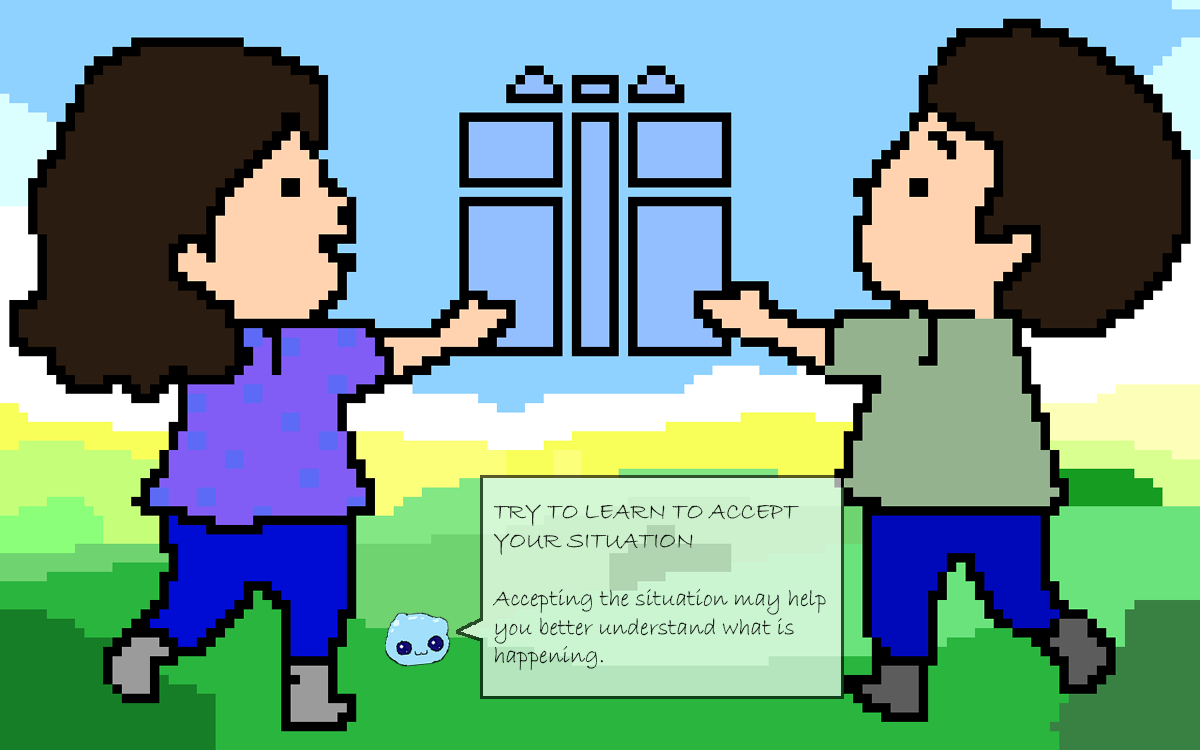 TRY TO LEARN TO ACCEPT
YOUR SITUATION
Accepting the situation may help
you better understand what is
happening.